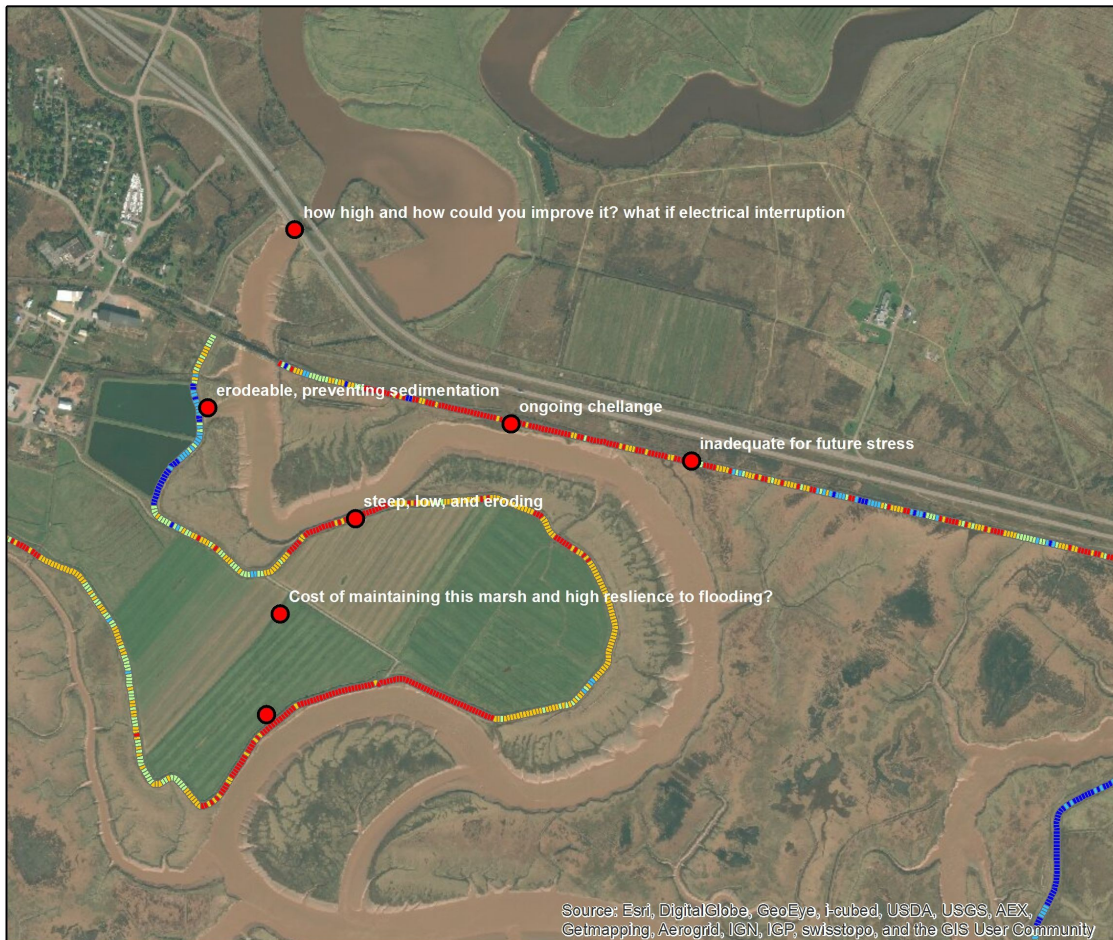 how high and how could you improve it? what if electrical interruption
erodeable, preventing sedimentation
ongoing chellange
inadequate for future stress
steep, low, and eroding
Cost of maintaining this marsh and high reslience to flooding?
Source: Esri, DigitalGlobe, GeoEye, i-cubed, USDA, USGS, AEX,
Getmapping, Aerogrid, IGN, IGP, swisstopo, and the GIS User Community